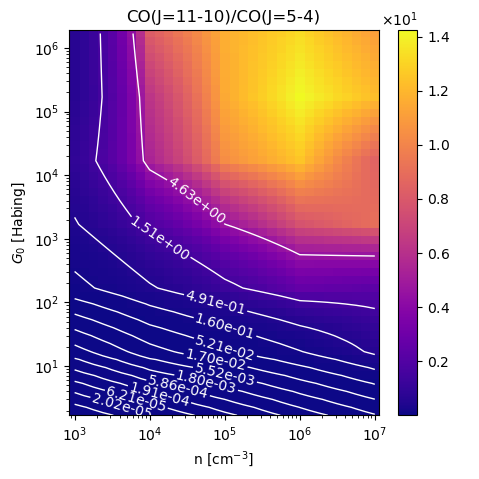 CO(J=11-10)/CO(J=5-4)
×10¹
10⁶
10⁵
10⁴
10³
10²
10¹
G₀ [Habing]
4.63e+00
1.51e+00
4.91e-01
1.60e-01
5.21e-02
1.70e-02
5.52e-03
1.80e-03
5.86e-04
1.91e-04
6.21e-05
2.02e-05
10³
10⁴
10⁵
10⁶
10⁷
n [cm⁻³]
1.4
1.2
1.0
0.8
0.6
0.4
0.2